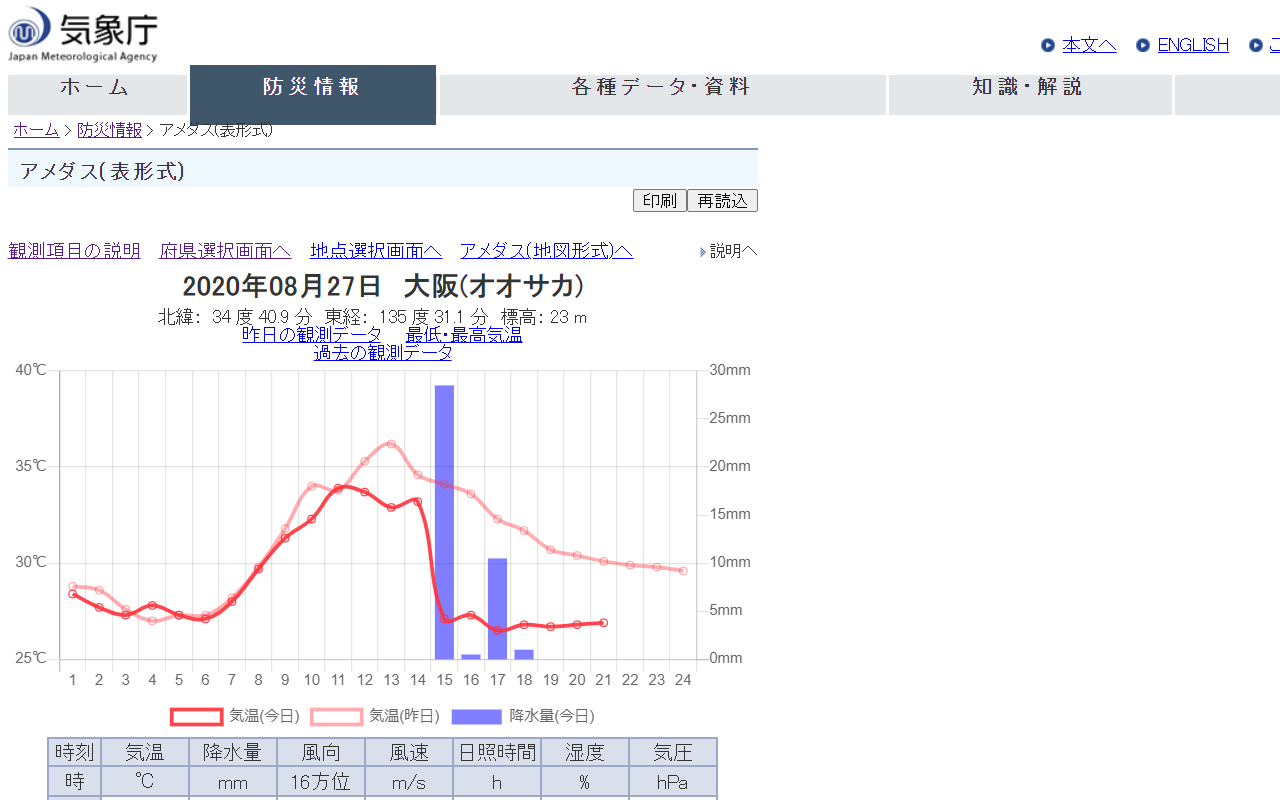 気象庁
Japan Meteorological Agency
本文へ ENGLISH
ホーム 防災情報 各種データ・資料 知識・解説
ホーム > 防災情報 > アメダス(表形式)
アメダス(表形式)
印刷 再読込
観測項目の説明 府県選択画面へ 地点選択画面へ アメダス(地図形式)へ 説明へ
2020年08月27日 大阪(オオサカ)
北緯: 34 度 40.9 分 東経: 135 度 31.1 分 標高: 23 m
昨日の観測データ 最低・最高気温
過去の観測データ
40℃ 30mm
25mm
35℃ 20mm
15mm
30℃ 10mm
5mm
25℃ 0mm
1 2 3 4 5 6 7 8 9 10 11 12 13 14 15 16 17 18 19 20 21 22 23 24
気温(今日) 気温(昨日) 降水量(今日)
時刻 気温 降水量 風向 風速 日照時間 湿度 気圧
時 ℃ mm 16方位 m/s h % hPa